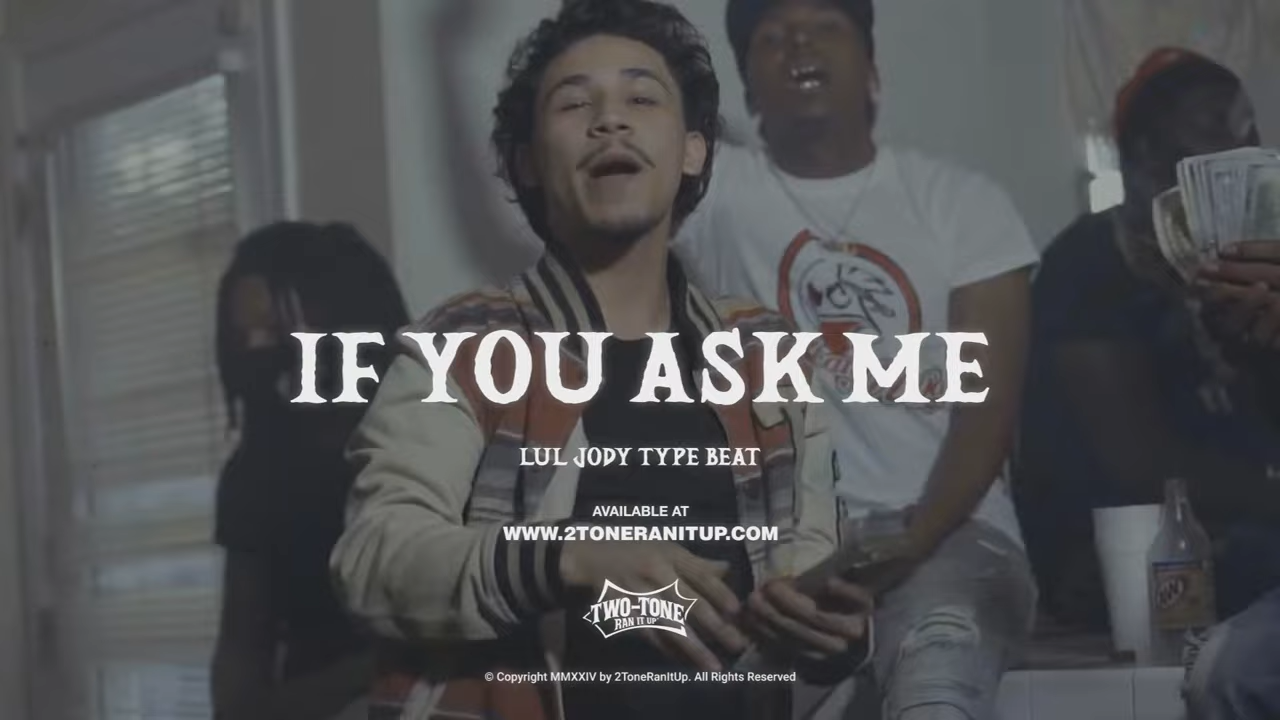 IF YOU ASK ME
LUL JODY TYPE BEAT
AVAILABLE AT
WWW.2TONERANITUP.COM
TWO-TONE
RAN IT UP
© Copyright MMXXIV by 2ToneRanItUp. All Rights Reserved